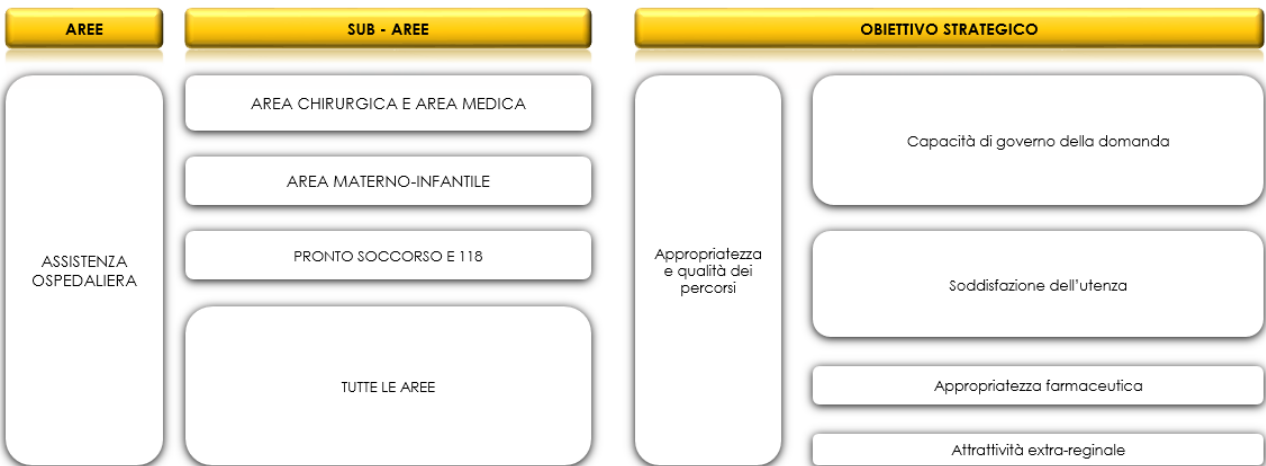 AREE
SUB - AREE
OBIETTIVO STRATEGICO
ASSISTENZA
OSPEDALIERA
AREA CHIRURGICA E AREA MEDICA
AREA MATERNO-INFANTILE
PRONTO SOCCORSO E 118
TUTTE LE AREE
Appropriatezza
e qualità dei
percorsi
Capacità di governo della domanda
Soddisfazione dell'utenza
Appropriatezza farmaceutica
Attrattività extra-reginale